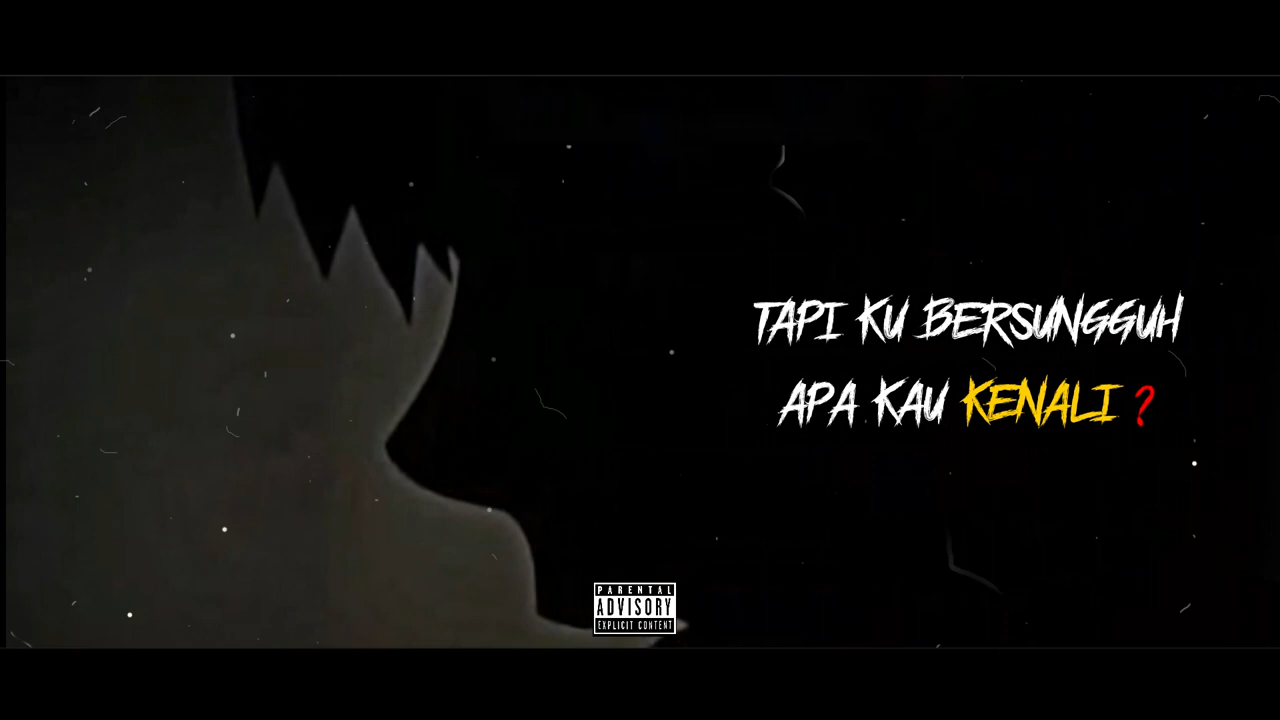 TAPI KU BERSUNGGUH
APA KAU KENALI ?
PARENTAL
ADVISORY
EXPLICIT CONTENT